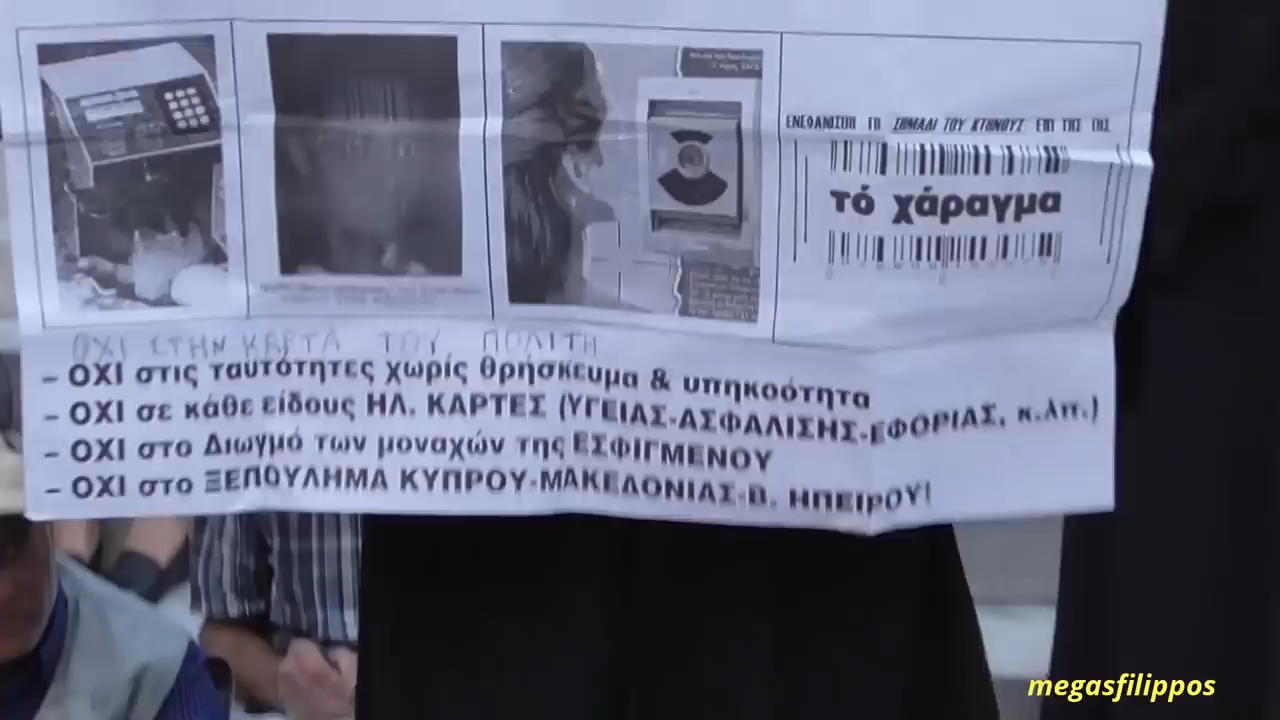 ΕΝΕΦΑΝΙΣΘΗ ΤΟ ΣΗΜΑΔΙ ΤΟΥ ΚΤΗΝΟΥΣ ΕΠΙ ΤΗΣ ΓΗΣ
τό χάραγμα
ΟΧΙ ΣΤΗΝ ΚΑΡΤΑ ΤΟΥ ΠΟΛΙΤΗ
– ΟΧΙ στις ταυτότητες χωρίς θρήσκευμα & υπηκοότητα
– ΟΧΙ σε κάθε είδους ΗΛ. ΚΑΡΤΕΣ (ΥΓΕΙΑΣ-ΑΣΦΑΛΙΣΗΣ-ΕΦΟΡΙΑΣ, κ.λπ.)
– ΟΧΙ στο Διωγμό των μοναχών της ΕΣΦΙΓΜΕΝΟΥ
– ΟΧΙ στο ΞΕΠΟΥΛΗΜΑ ΚΥΠΡΟΥ-ΜΑΚΕΔΟΝΙΑΣ-Β. ΗΠΕΙΡΟΥ!
megasfilippos